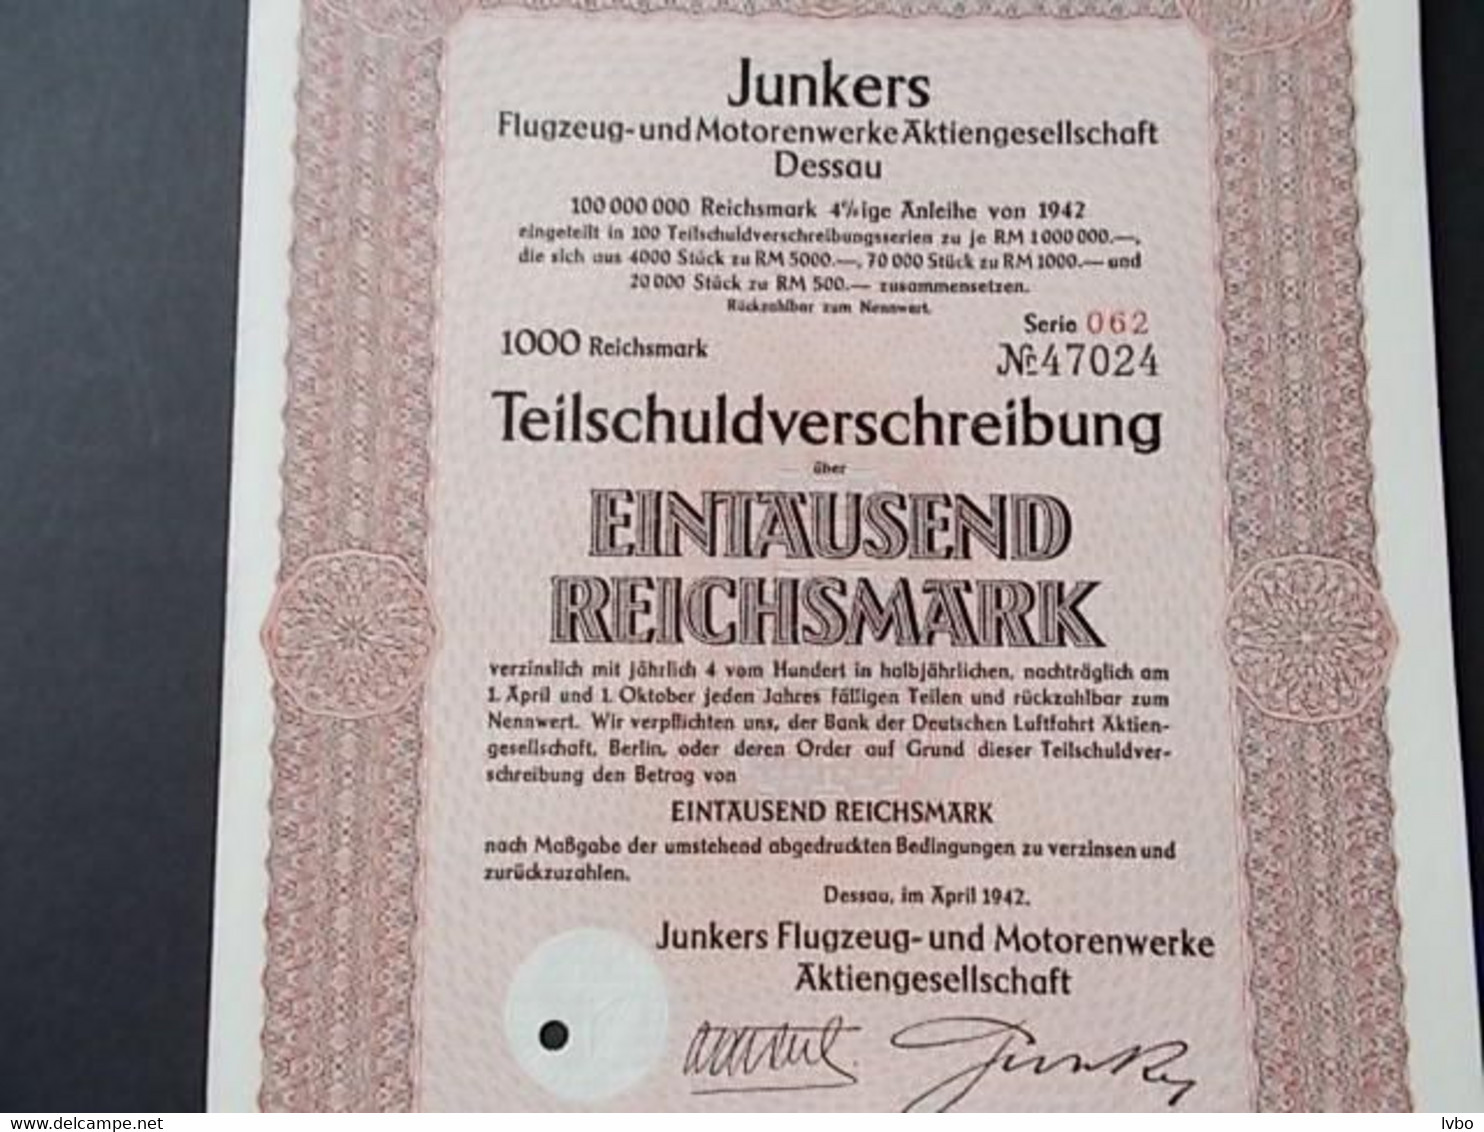 Junkers
Flugzeug- und Motorenwerke Aktiengesellschaft
Dessau
100 000 000 Reichsmark 4%ige Anleihe von 1942
eingeteilt in 100 Teilschuldverschreibungsserien zu je RM 1 000 000.—,
die sich aus 4000 Stück zu RM 5000.—, 70 000 Stück zu RM 1000.— und
20 000 Stück zu RM 500.— zusammensetzen.
Rückzahlbar zum Nennwert.
Serie 062
1000 Reichsmark
№ 47024
Teilschuldverschreibung
über
EINTAUSEND
REICHSMARK
verzinslich mit jährlich 4 vom Hundert in halbjährlichen, nachträglich am
1. April und 1. Oktober jeden Jahres fälligen Teilen und rückzahlbar zum
Nennwert. Wir verpflichten uns, der Bank der Deutschen Luftfahrt Aktien-
gesellschaft, Berlin, oder deren Order auf Grund dieser Teilschuldver-
schreibung den Betrag von
EINTAUSEND REICHSMARK
nach Maßgabe der umstehend abgedruckten Bedingungen zu verzinsen und
zurückzuzahlen.
Dessau, im April 1942.
Junkers Flugzeug- und Motorenwerke
Aktiengesellschaft
delcampe.net
lvbo